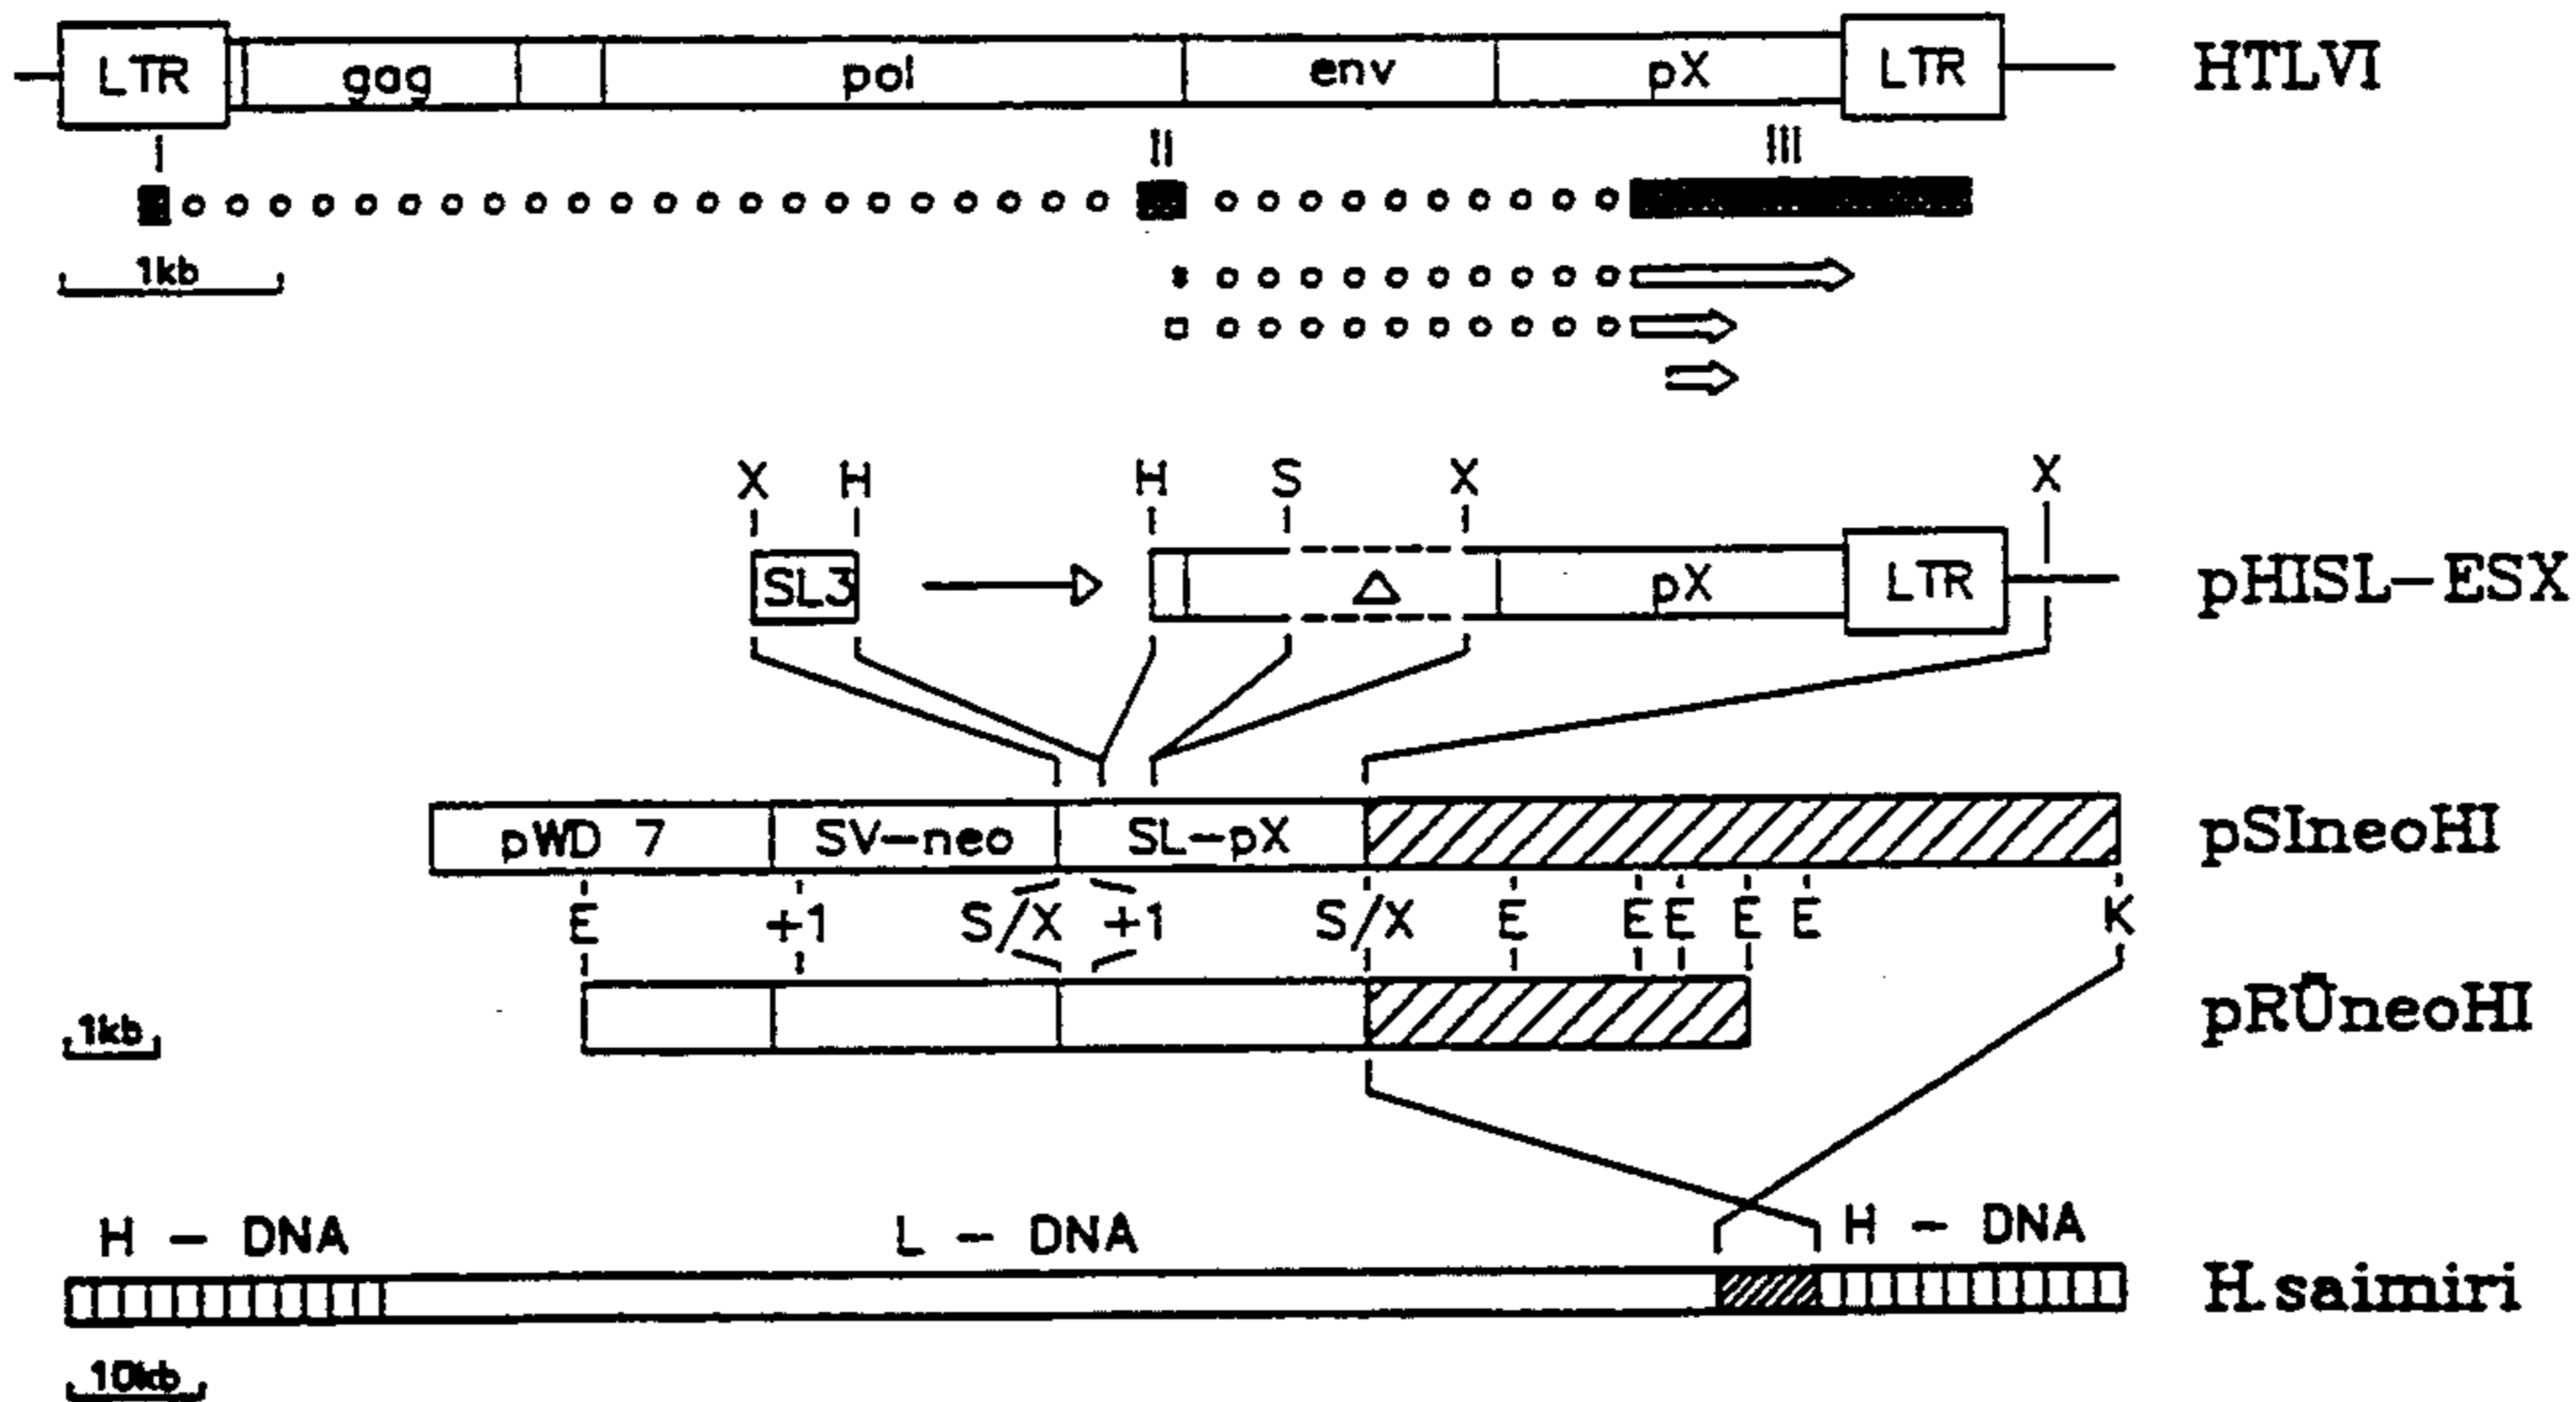 LTR gag pol env pX LTR HTLVI
I II III
1kb
X H H S X X
SL3 Δ pX LTR pHISL-ESX
pWD 7 SV-neo SL-pX pSIneoHI
E +1 S/X +1 S/X E E E E E K
1kb pRÜneoHI
H - DNA L - DNA H - DNA
H.saimiri
10kb